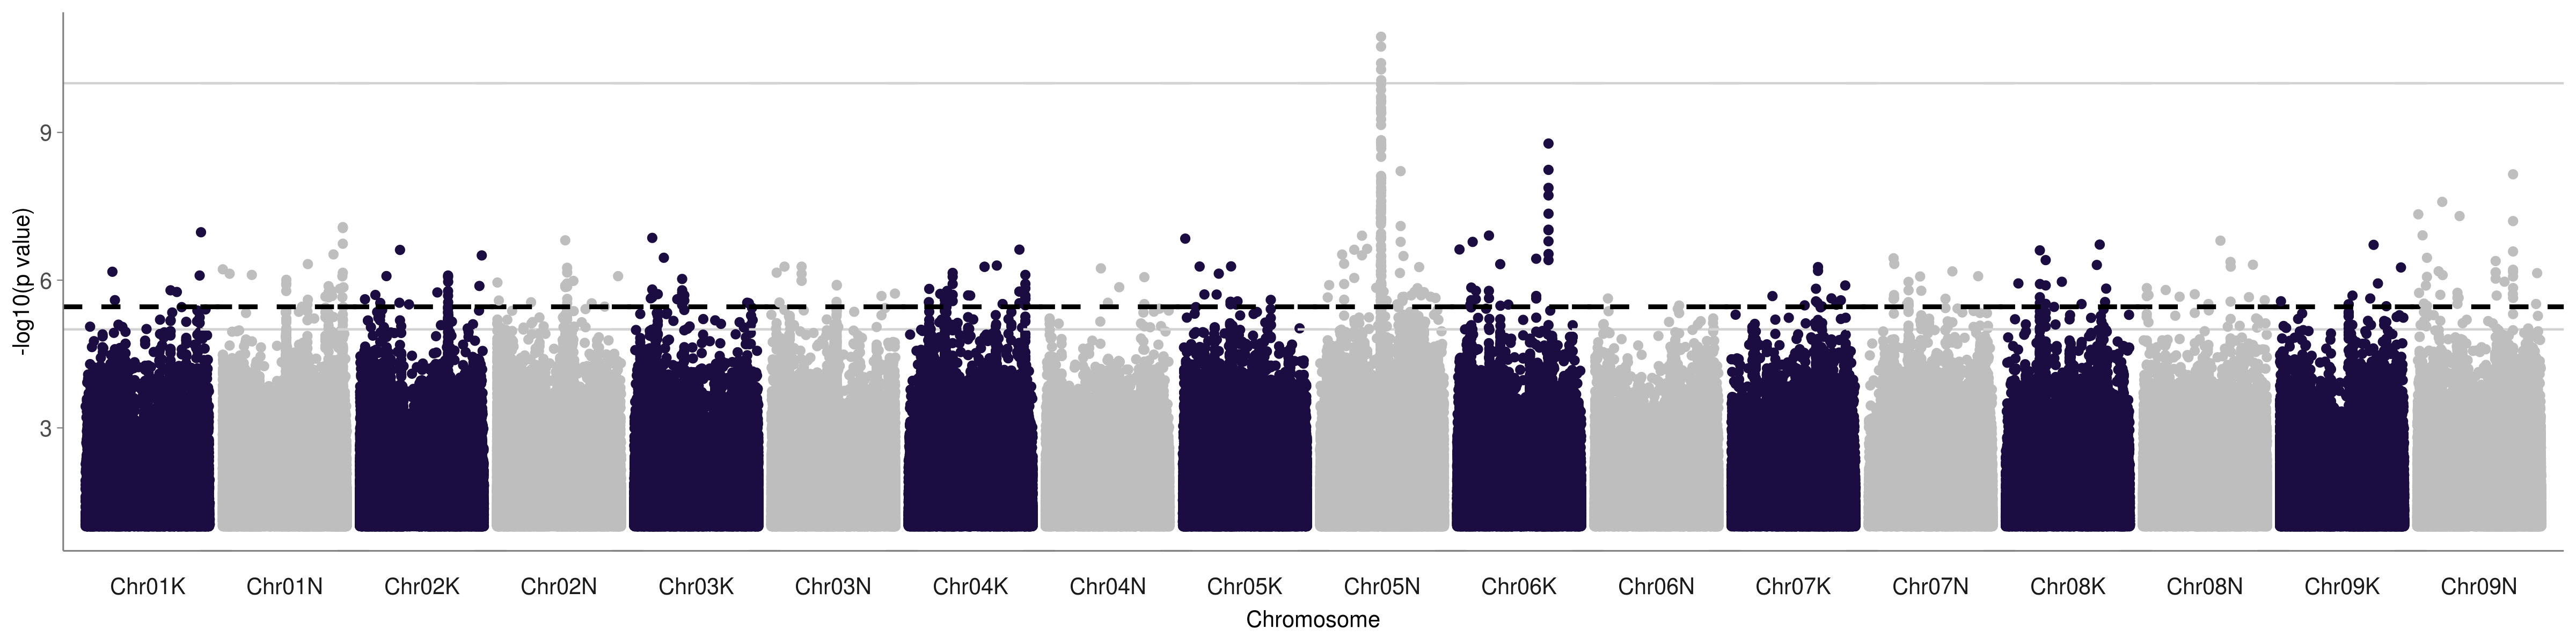 -log10(p value)
9
6
3
Chr01K Chr01N Chr02K Chr02N Chr03K Chr03N Chr04K Chr04N Chr05K Chr05N Chr06K Chr06N Chr07K Chr07N Chr08K Chr08N Chr09K Chr09N
Chromosome